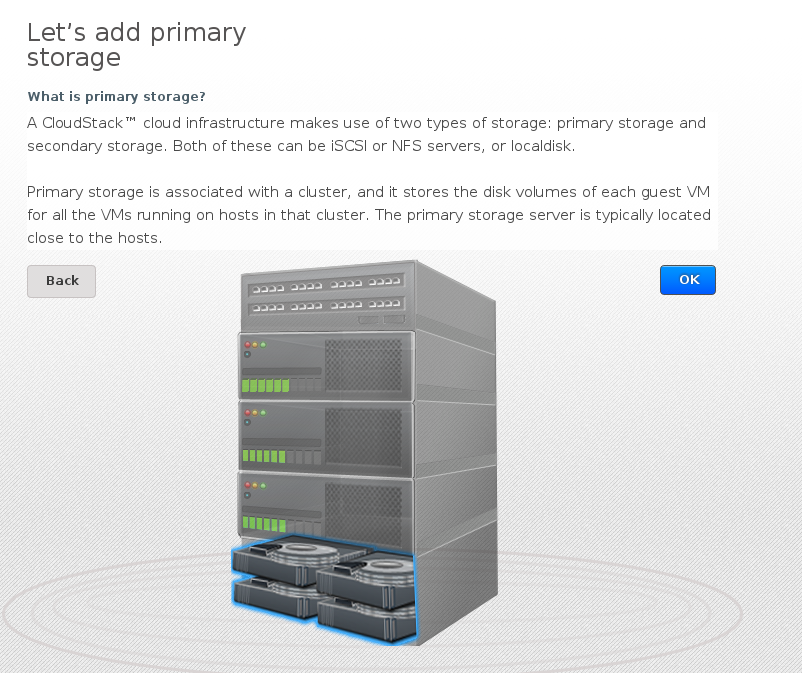 Let’s add primary
storage
What is primary storage?
A CloudStack™ cloud infrastructure makes use of two types of storage: primary storage and
secondary storage. Both of these can be iSCSI or NFS servers, or localdisk.
Primary storage is associated with a cluster, and it stores the disk volumes of each guest VM
for all the VMs running on hosts in that cluster. The primary storage server is typically located
close to the hosts.
Back
OK